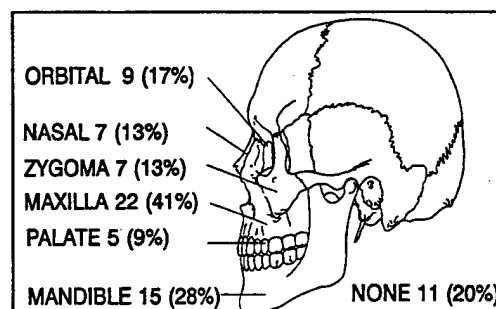 ORBITAL 9 (17%)
NASAL 7 (13%)
ZYGOMA 7 (13%)
MAXILLA 22 (41%)
PALATE 5 (9%)
MANDIBLE 15 (28%) NONE 11 (20%)